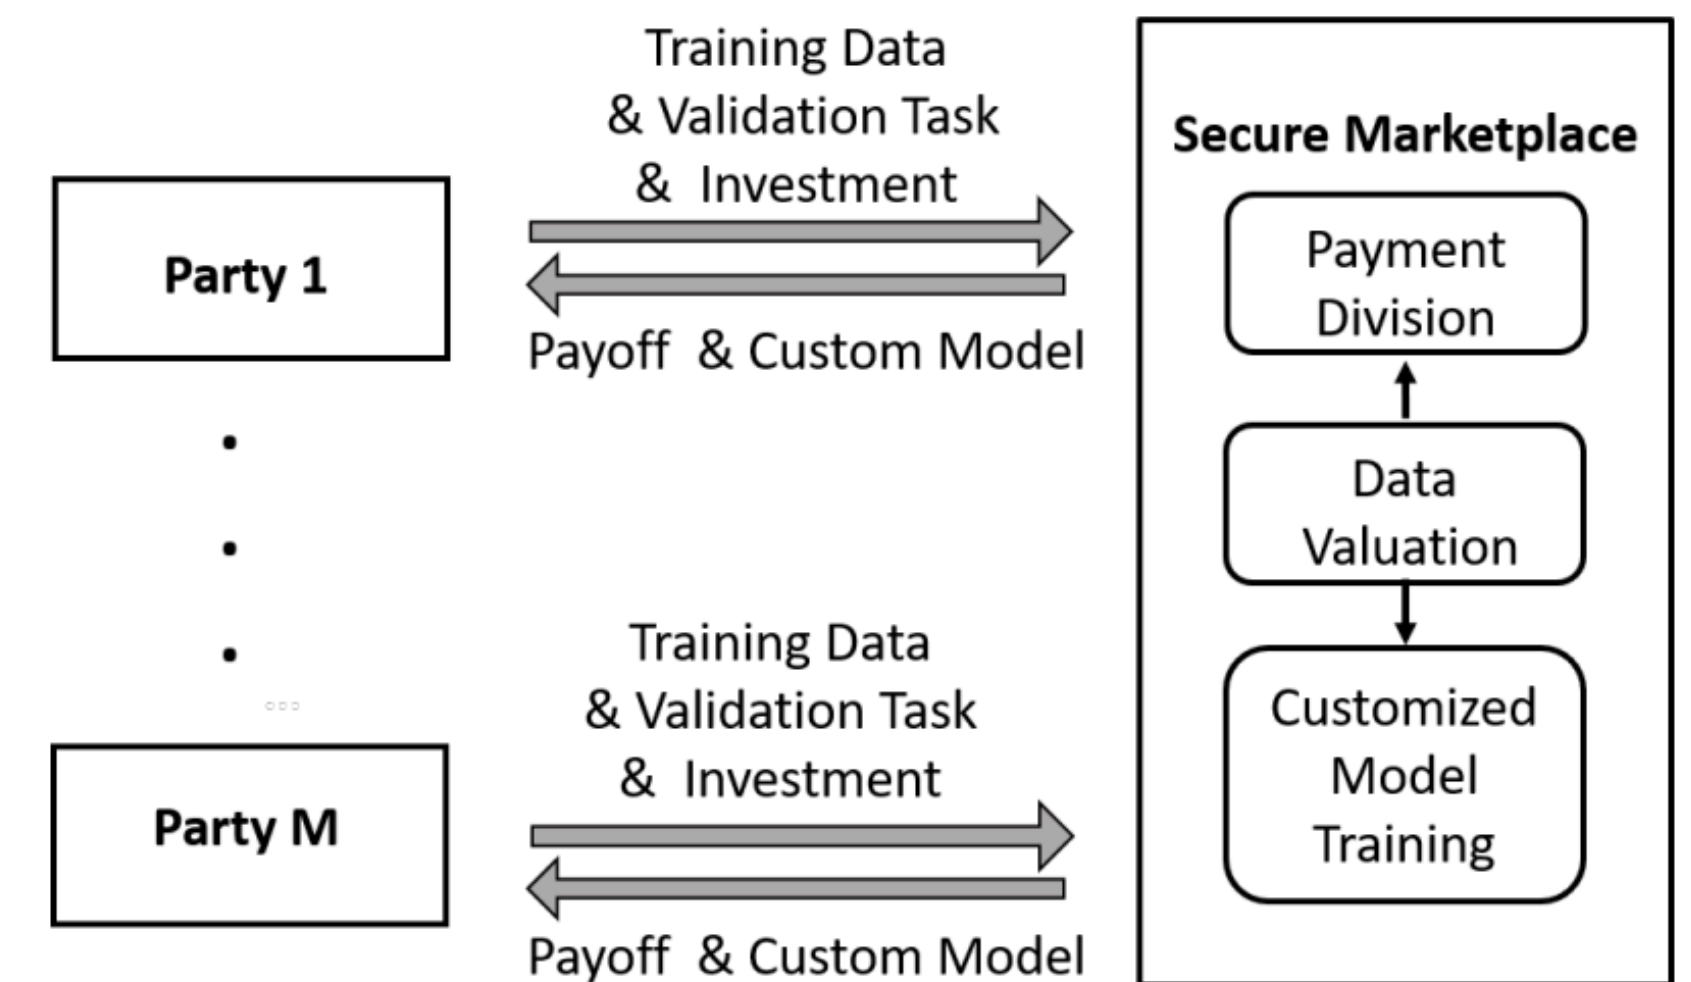 Training Data
& Validation Task
& Investment
Party 1
Payoff & Custom Model
Training Data
& Validation Task
& Investment
Party M
Payoff & Custom Model
Secure Marketplace
Payment
Division
Data
Valuation
Customized
Model
Training